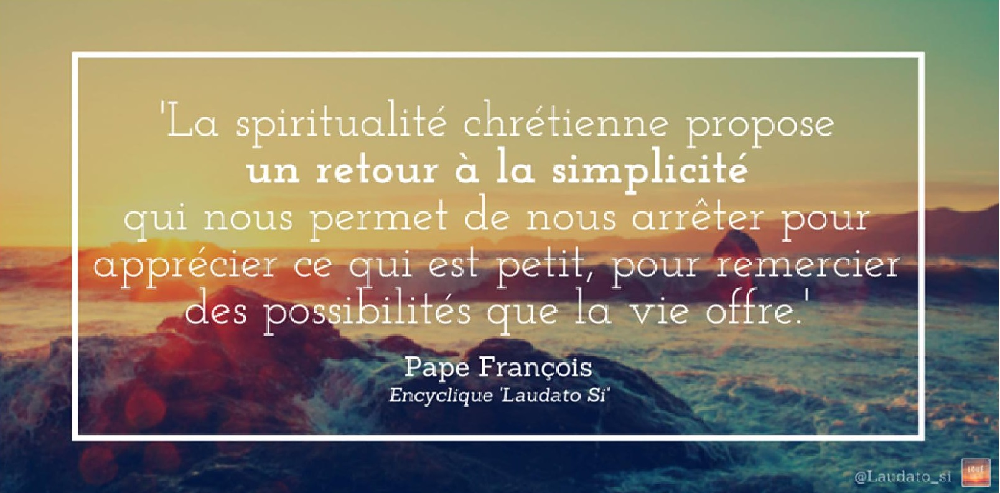 'La spiritualité chrétienne propose
un retour à la simplicité
qui nous permet de nous arrêter pour
apprécier ce qui est petit, pour remercier
des possibilités que la vie offre.'
Pape François
Encyclique 'Laudato Si'
@Laudato_si
LOUÉ